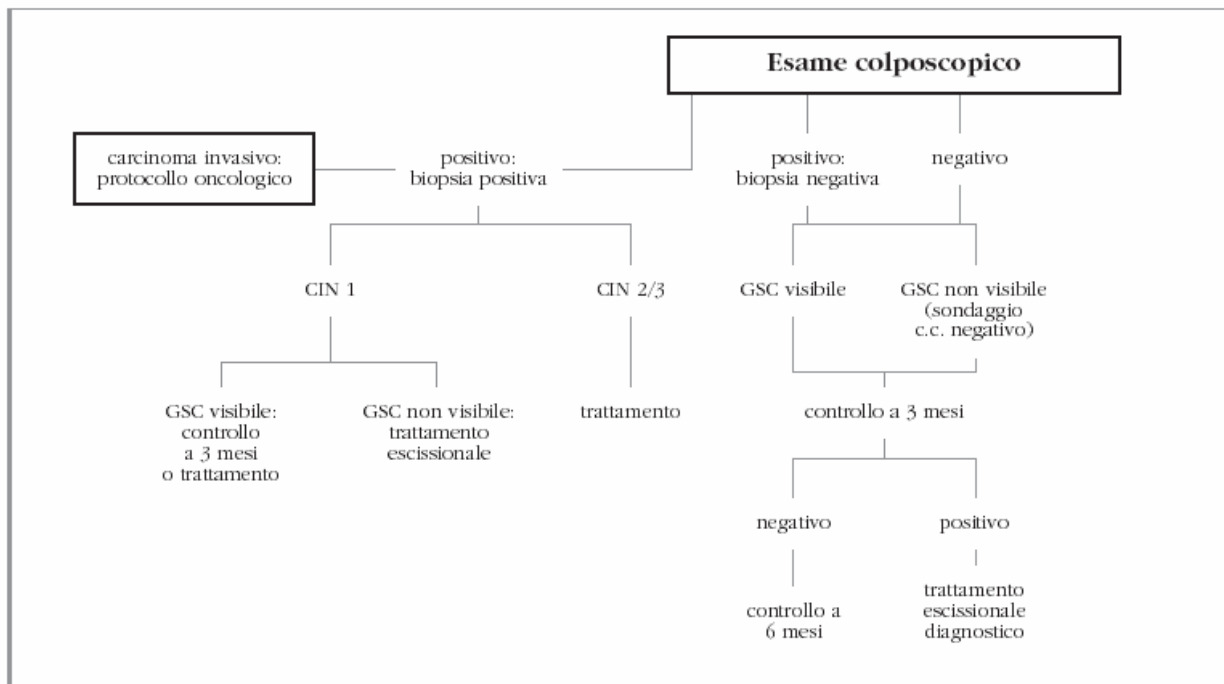 Esame colposcopico
carcinoma invasivo:
protocollo oncologico
positivo:
biopsia positiva
positivo:
biopsia negativa
negativo
CIN 1
CIN 2/3
GSC visibile
GSC non visibile
(sondaggio
c.c. negativo)
GSC visibile:
controllo
a 3 mesi
o trattamento
GSC non visibile:
trattamento
escissionale
trattamento
controllo a 3 mesi
negativo
positivo
controllo a
6 mesi
trattamento
escissionale
diagnostico